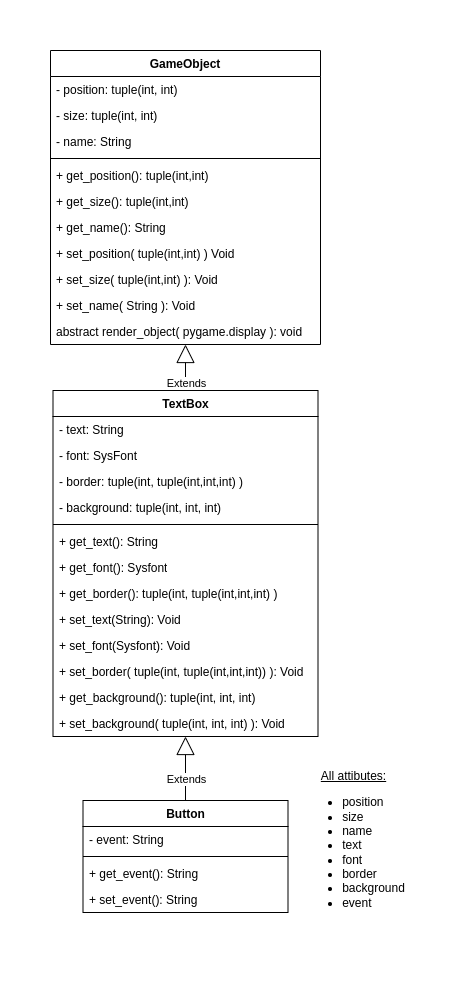 GameObject
- position: tuple(int, int)
- size: tuple(int, int)
- name: String
+ get_position(): tuple(int,int)
+ get_size(): tuple(int,int)
+ get_name(): String
+ set_position( tuple(int,int) ) Void
+ set_size( tuple(int,int) ): Void
+ set_name( String ): Void
abstract render_object( pygame.display ): void
Extends
TextBox
- text: String
- font: SysFont
- border: tuple(int, tuple(int,int,int) )
- background: tuple(int, int, int)
+ get_text(): String
+ get_font(): Sysfont
+ get_border(): tuple(int, tuple(int,int,int) )
+ set_text(String): Void
+ set_font(Sysfont): Void
+ set_border( tuple(int, tuple(int,int,int)) ): Void
+ get_background(): tuple(int, int, int)
+ set_background( tuple(int, int, int) ): Void
Extends
Button
- event: String
+ get_event(): String
+ set_event(): String
All attibutes:
• position
• size
• name
• text
• font
• border
• background
• event